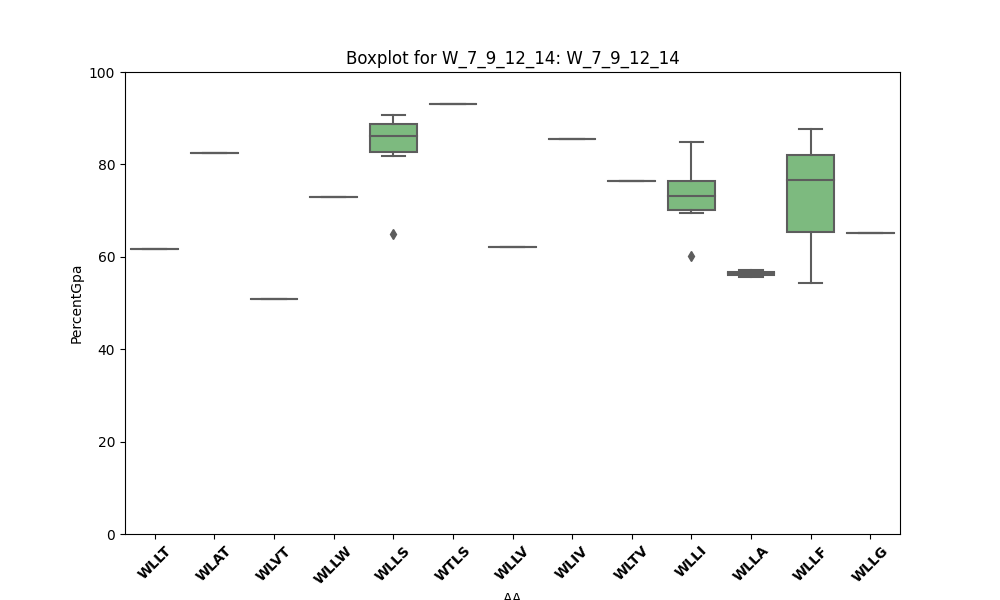 Boxplot for W_7_9_12_14: W_7_9_12_14
PercentGpa
100
80
60
40
20
0
WLLT
WLAT
WLVT
WLLW
WLLS
WTLS
WLLV
WLIV
WLTV
WLLI
WLLA
WLLF
WLLG
AA